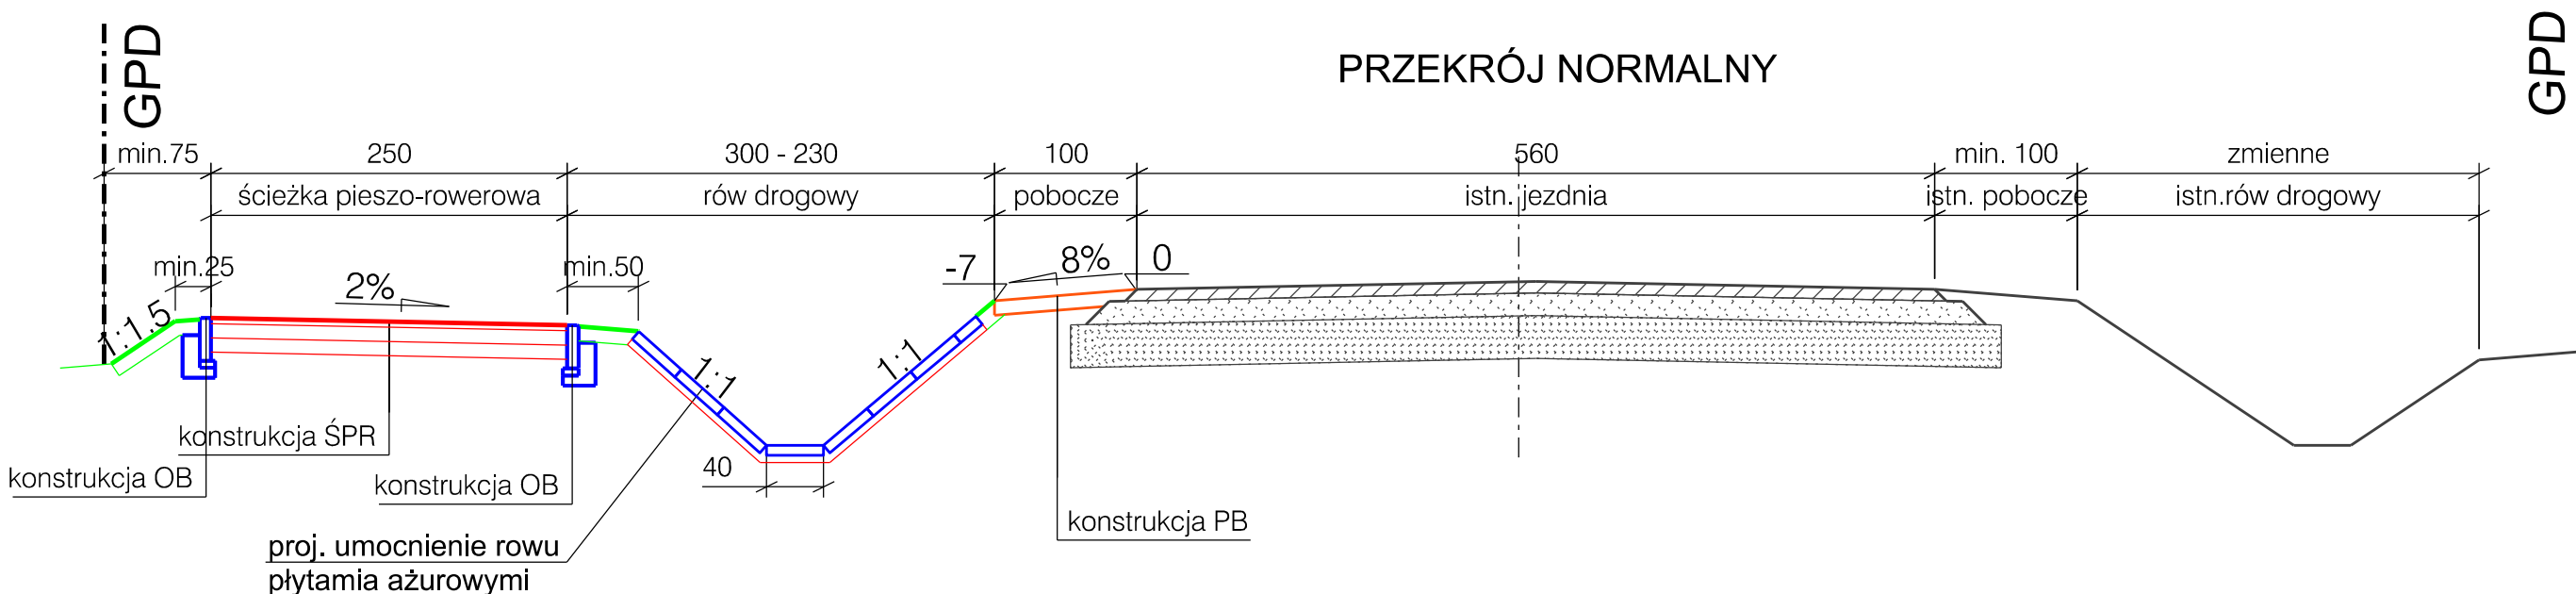 GPD
PRZEKRÓJ NORMALNY
GPD
min.75
250
300 - 230
100
560
min. 100
zmienne
ścieżka pieszo-rowerowa
rów drogowy
pobocze
istn. jezdnia
istn. pobocze
istn.rów drogowy
min.25
2%
min.50
-7
8%
0
1:1.5
1:1
1:1
konstrukcja ŚPR
konstrukcja OB
konstrukcja OB
40
konstrukcja PB
proj. umocnienie rowu
płytamia ażurowymi